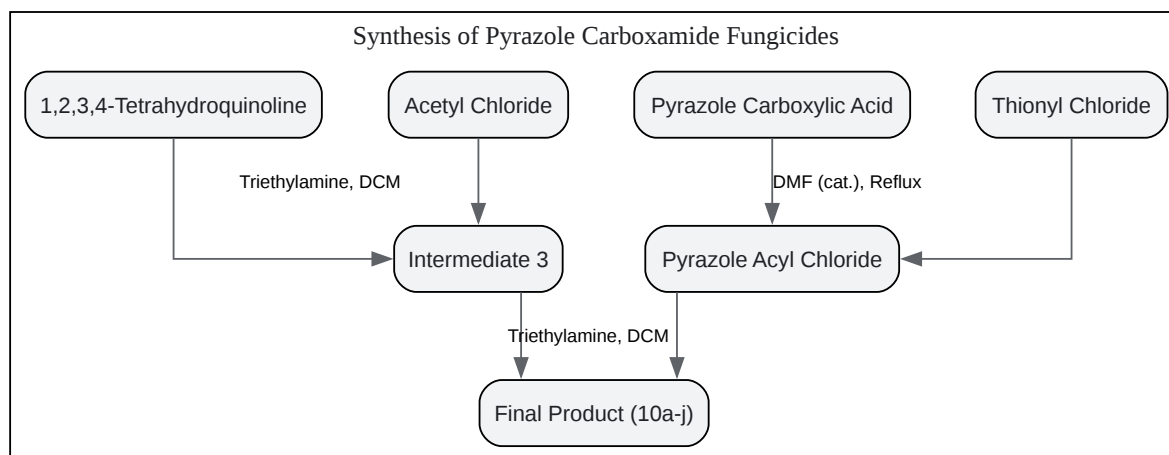 Synthesis of Pyrazole Carboxamide Fungicides
1,2,3,4-Tetrahydroquinoline
Acetyl Chloride
Pyrazole Carboxylic Acid
Thionyl Chloride
Triethylamine, DCM
DMF (cat.), Reflux
Intermediate 3
Pyrazole Acyl Chloride
Triethylamine, DCM
Final Product (10a-j)